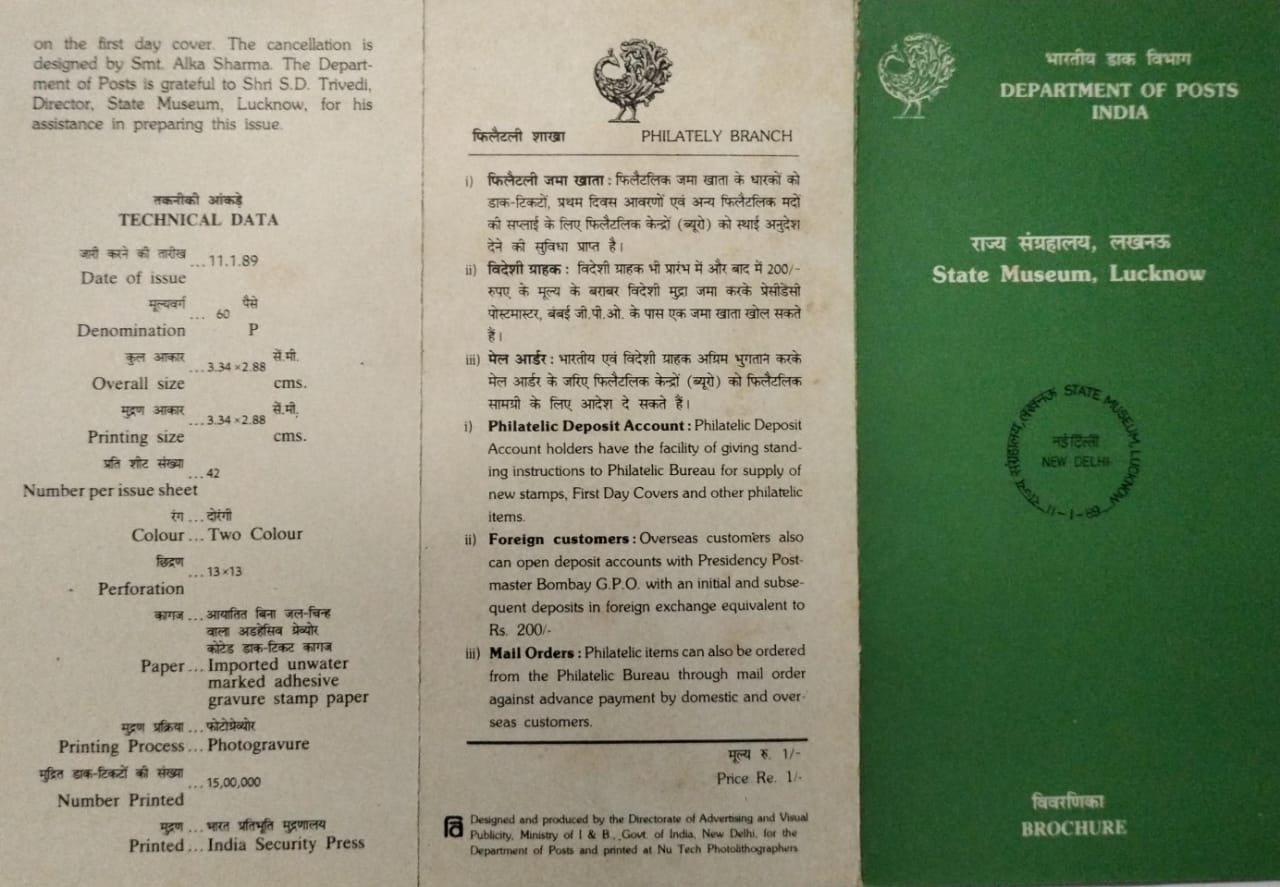 on the first day cover. The cancellation is
designed by Smt. Alka Sharma. The Depart-
ment of Posts is grateful to Shri S.D. Trivedi,
Director, State Museum, Lucknow, for his
assistance in preparing this issue.
तकनीकी आंकड़े
TECHNICAL DATA
जारी करने की तारीख ... 11.1.89
Date of issue
मूल्यवर्ग ... 60 पैसे
Denomination P
कुल आकार ... 3.34 × 2.88 सें.मी.
Overall size cms.
मुद्रण आकार ... 3.34 × 2.88 सें.मी.
Printing size cms.
प्रति शीट संख्या ... 42
Number per issue sheet
रंग ... दोरंगी
Colour ... Two Colour
छिद्रण ... 13×13
Perforation
कागज ... आयातित बिना जल-चिन्ह
वाला अडहेसिव ग्रेव्योर
कोटेड डाक-टिकट कागज
Paper ... Imported unwater
marked adhesive
gravure stamp paper
मुद्रण प्रक्रिया ... फोटोग्रेव्योर
Printing Process ... Photogravure
मुद्रित डाक-टिकटों की संख्या ... 15,00,000
Number Printed
मुद्रण ... भारत प्रतिभूति मुद्रणालय
Printed ... India Security Press
फिलैटली शाखा PHILATELY BRANCH
i) फिलैटली जमा खाता : फिलैटलिक जमा खाता के धारकों को
डाक-टिकटों, प्रथम दिवस आवरणों एवं अन्य फिलैटलिक मदों
की सप्लाई के लिए फिलैटलिक केन्द्रों (ब्यूरो) को स्थाई अनुदेश
देने की सुविधा प्राप्त है।
ii) विदेशी ग्राहक : विदेशी ग्राहक भी प्रारंभ में और बाद में 200/-
रुपए के मूल्य के बराबर विदेशी मुद्रा जमा करके प्रेसीडेंसी
पोस्टमास्टर, बंबई जी.पी.ओ. के पास एक जमा खाता खोल सकते
हैं।
iii) मेल आर्डर : भारतीय एवं विदेशी ग्राहक अग्रिम भुगतान करके
मेल आर्डर के जरिए फिलैटलिक केन्द्रों (ब्यूरो) को फिलैटलिक
सामग्री के लिए आदेश दे सकते हैं।
i) Philatelic Deposit Account : Philatelic Deposit
Account holders have the facility of giving stand-
ing instructions to Philatelic Bureau for supply of
new stamps, First Day Covers and other philatelic
items.
ii) Foreign customers : Overseas customers also
can open deposit accounts with Presidency Post-
master Bombay G.P.O. with an initial and subse-
quent deposits in foreign exchange equivalent to
Rs. 200/-
iii) Mail Orders : Philatelic items can also be ordered
from the Philatelic Bureau through mail order
against advance payment by domestic and over-
seas customers.
मूल्य रु. 1/-
Price Re. 1/-
Designed and produced by the Directorate of Advertising and Visual
Publicity, Ministry of I & B., Govt. of India, New Delhi, for the
Department of Posts and printed at Nu Tech Photolithographers
भारतीय डाक विभाग
DEPARTMENT OF POSTS
INDIA
राज्य संग्रहालय, लखनऊ
State Museum, Lucknow
राज्य संग्रहालय, लखनऊ STATE MUSEUM, LUCKNOW
नई दिल्ली
NEW DELHI
11-1-89
विवरणिका
BROCHURE